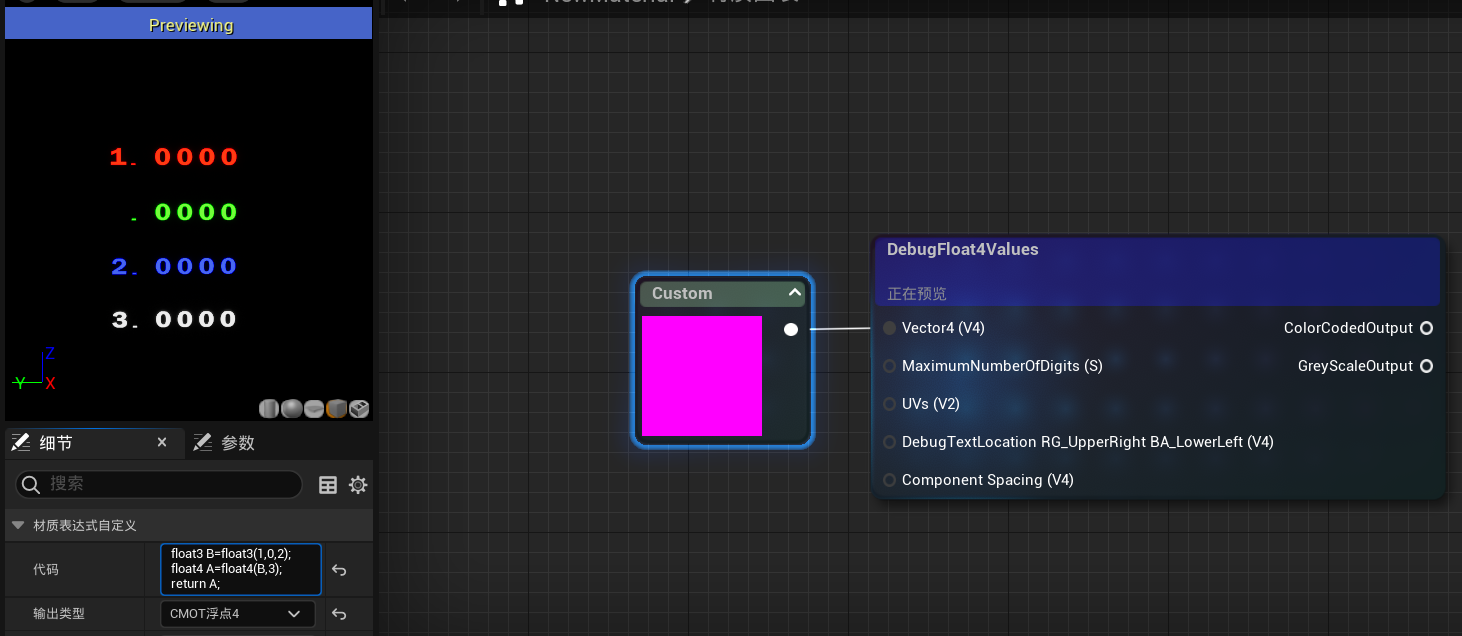 Previewing
1. 0000
. 0000
2. 0000
3. 0000
Z
Y
X
细节
参数
搜索
材质表达式自定义
代码
float3 B=float3(1,0,2);
float4 A=float4(B,3);
return A;
输出类型
CMOT浮点4
Custom
DebugFloat4Values
正在预览
Vector4 (V4)
ColorCodedOutput
MaximumNumberOfDigits (S)
GreyScaleOutput
UVs (V2)
DebugTextLocation RG_UpperRight BA_LowerLeft (V4)
Component Spacing (V4)